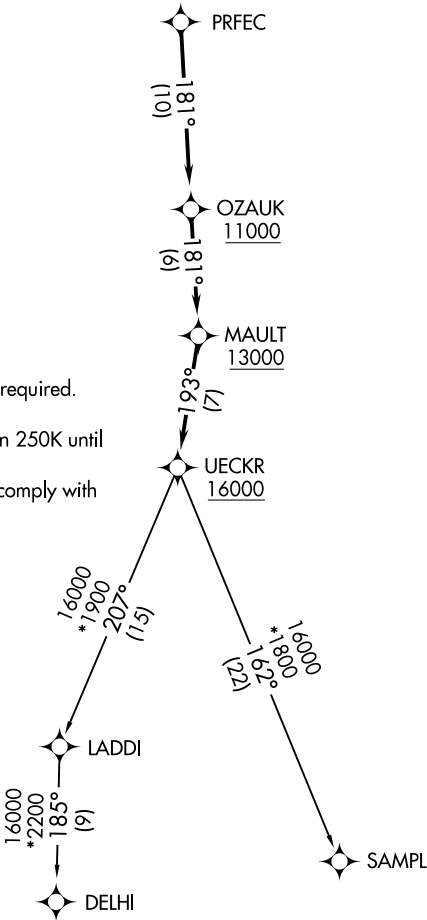 PRFEC
181°
(10)
OZAUK
11000
181°
(6)
MAULT
13000
required.
193°
(7)
n 250K until
UECKR
16000
comply with
16000
*1900
207°
(15)
16000
*1800
162°
(22)
LADDI
16000
*2200
185°
(9)
SAMPL
DELHI